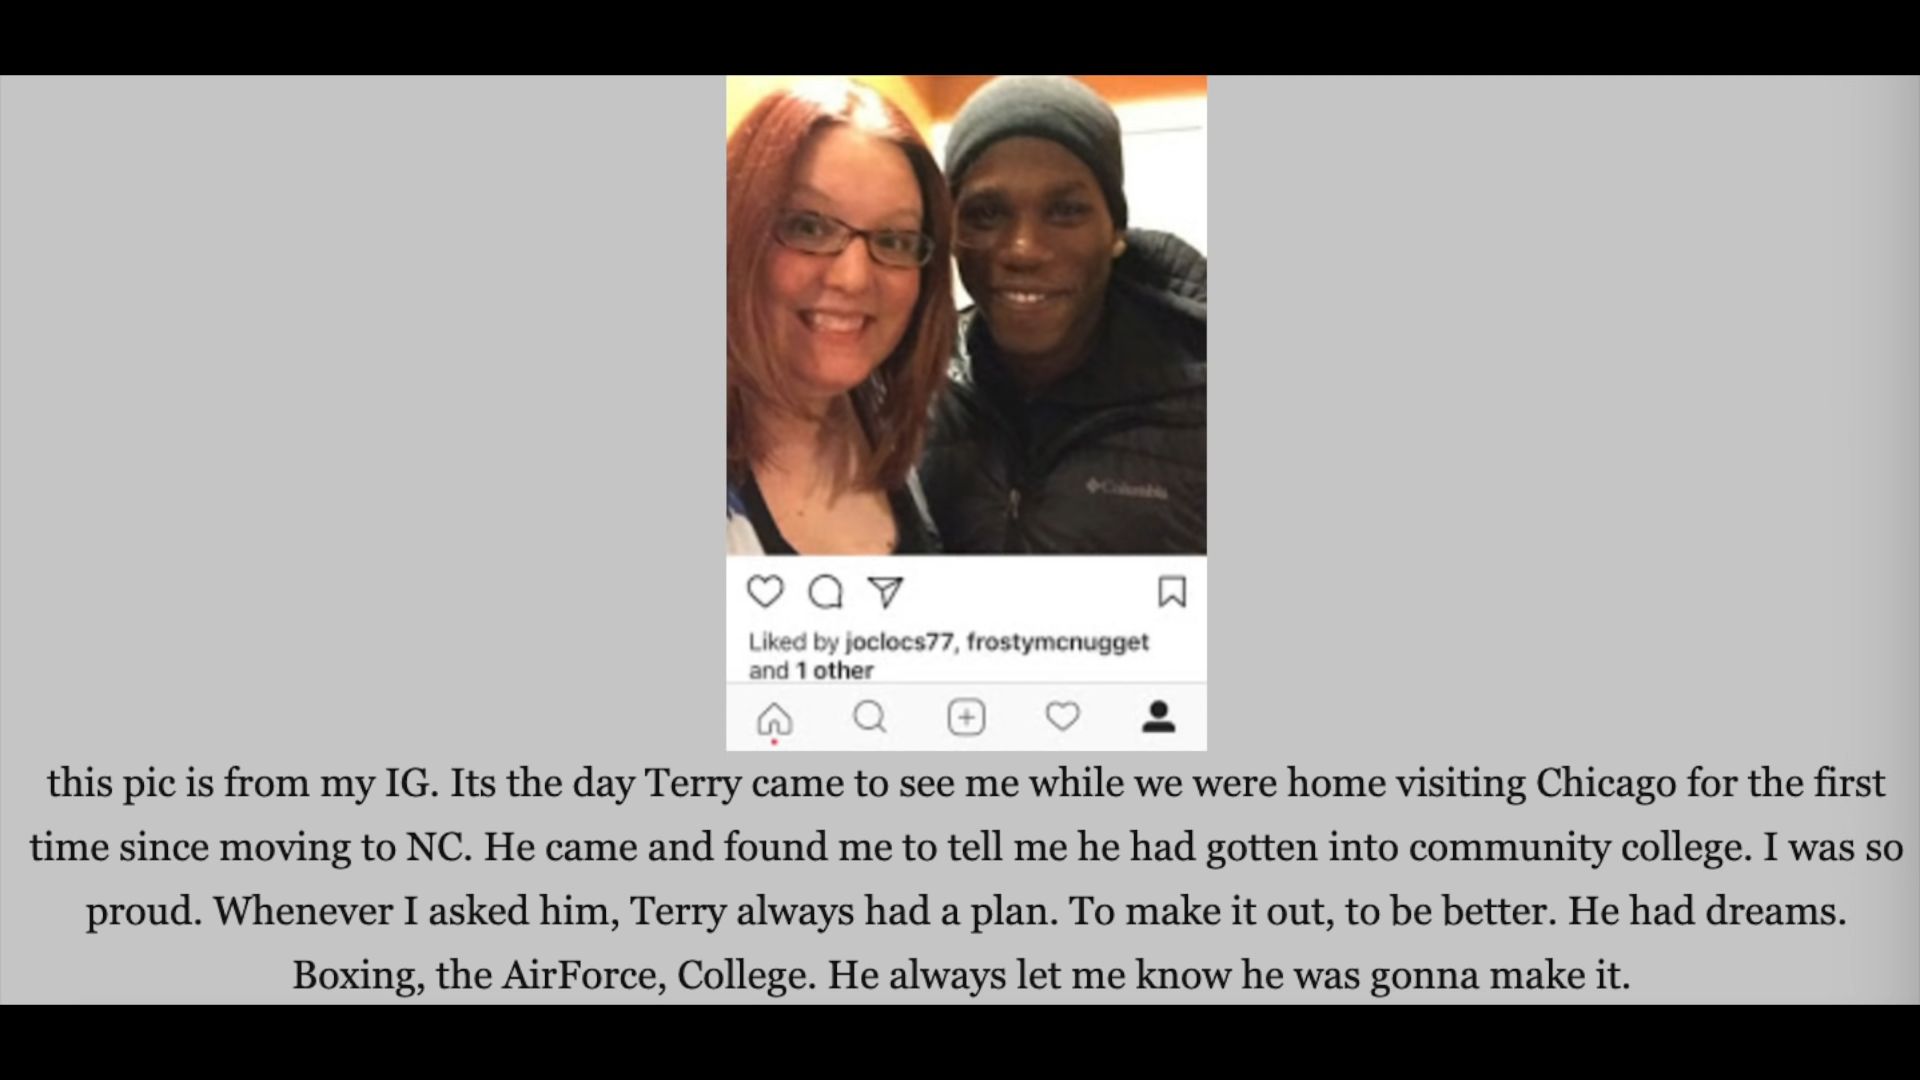 Columbia
Liked by joclocs77, frostymcnugget
and 1 other
this pic is from my IG. Its the day Terry came to see me while we were home visiting Chicago for the first
time since moving to NC. He came and found me to tell me he had gotten into community college. I was so
proud. Whenever I asked him, Terry always had a plan. To make it out, to be better. He had dreams.
Boxing, the AirForce, College. He always let me know he was gonna make it.